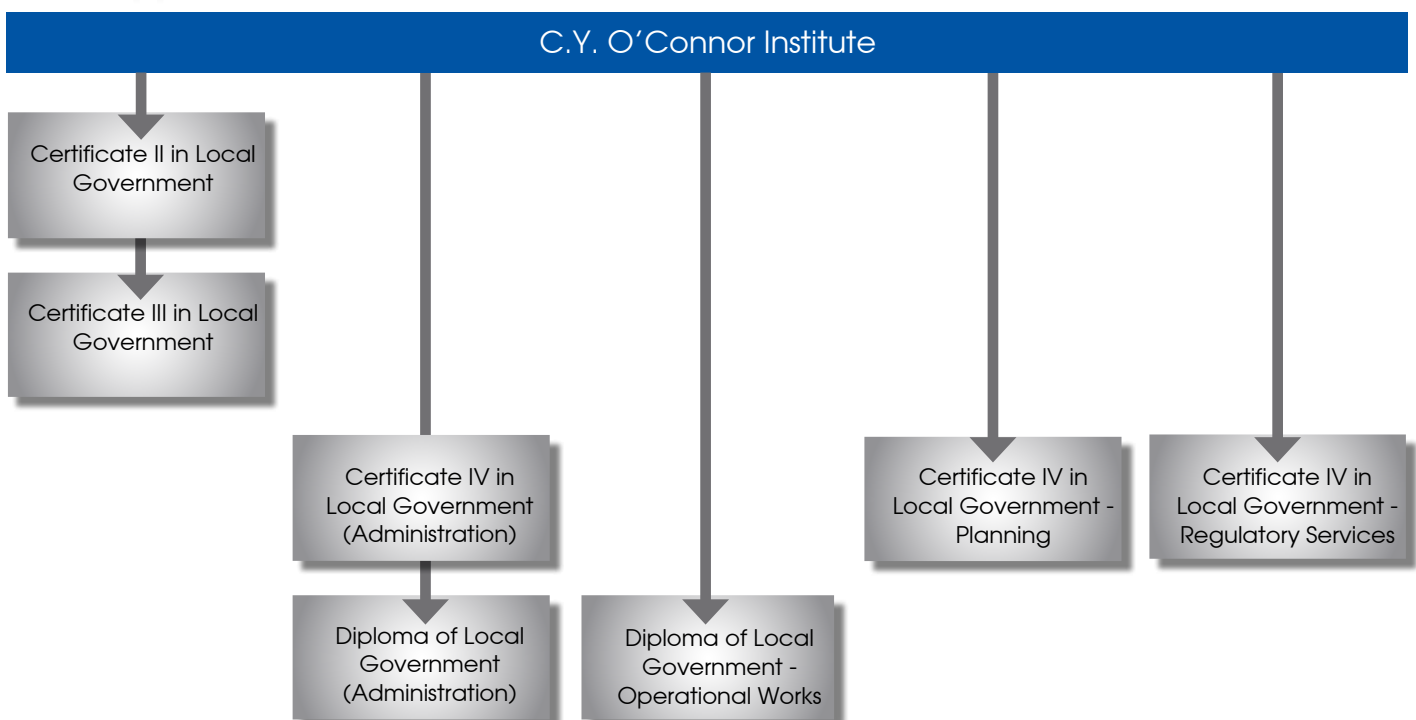 C.Y. O'Connor Institute
Certificate II in Local
Government
Certificate III in Local
Government
Certificate IV in
Local Government
(Administration)
Diploma of Local
Government
(Administration)
Diploma of Local
Government -
Operational Works
Certificate IV in
Local Government -
Planning
Certificate IV in
Local Government -
Regulatory Services